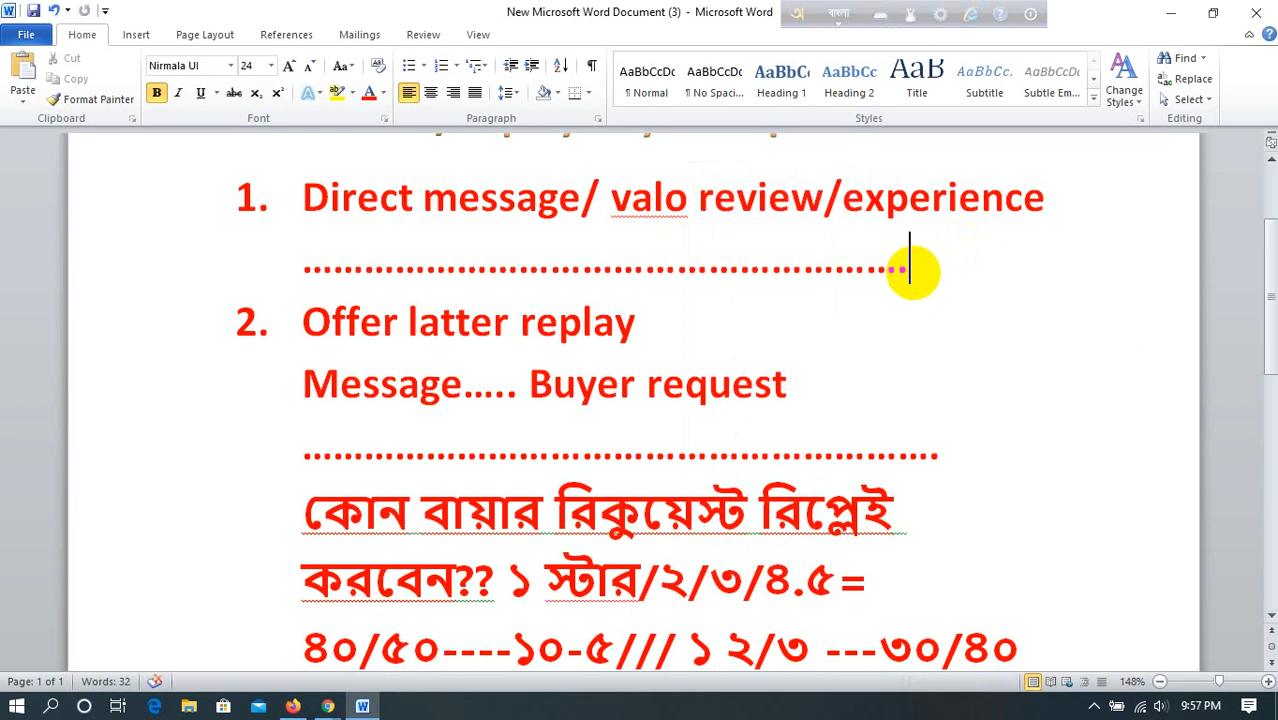 New Microsoft Word Document (3) - Microsoft Word
বাংলা
File Home Insert Page Layout References Mailings Review View
Paste
Cut
Copy
Format Painter
Clipboard
Nirmala UI 24
Font
Paragraph
AaBbCcDc AaBbCcDc AaBbCc AaBbCc AaB AaBbCcDc AaBbCcDc
¶ Normal ¶ No Spaci... Heading 1 Heading 2 Title Subtitle Subtle Em...
Change Styles
Styles
Find
Replace
Select
Editing
1. Direct message/ valo review/experience
2. Offer latter replay
Message..... Buyer request
কোন বায়ার রিকুয়েস্ট রিপ্লেই
করবেন?? ১ স্টার/২/৩/৪.৫=
৪০/৫০----১০-৫/// ১ ২/৩ ---৩০/৪০
Page: 1 of 1 Words: 32 148%
9:57 PM